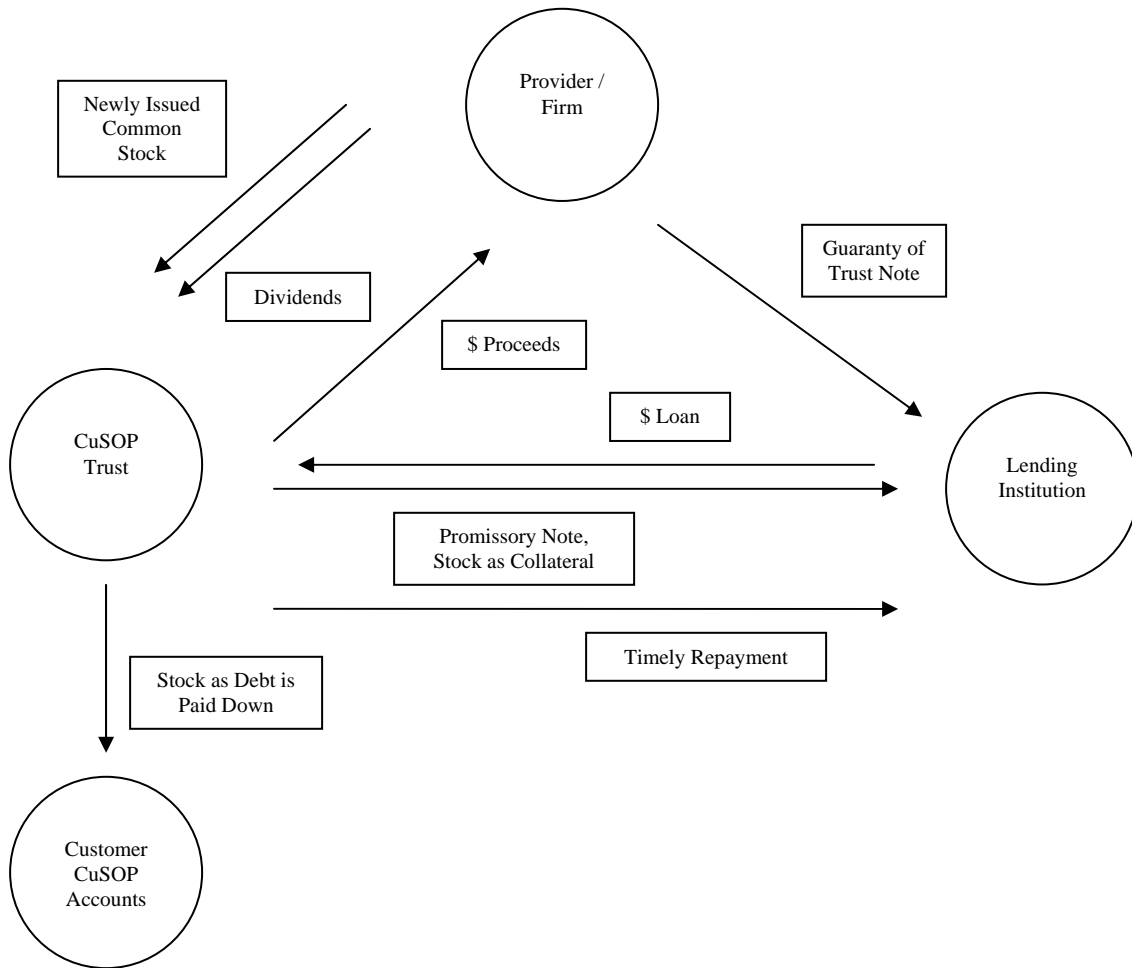 Provider /
Firm
Newly Issued
Common
Stock
Guaranty of
Trust Note
Dividends
$ Proceeds
$ Loan
CuSOP
Trust
Lending
Institution
Promissory Note,
Stock as Collateral
Timely Repayment
Stock as Debt is
Paid Down
Customer
CuSOP
Accounts